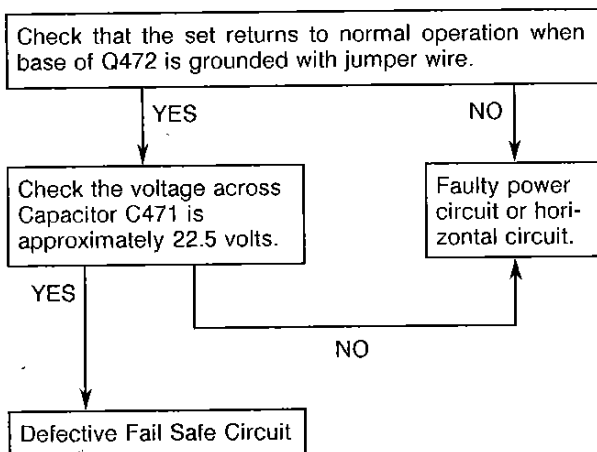 Check that the set returns to normal operation when
base of Q472 is grounded with jumper wire.
YES
NO
Check the voltage across
Capacitor C471 is
approximately 22.5 volts.
Faulty power
circuit or hori-
zontal circuit.
YES
NO
Defective Fail Safe Circuit